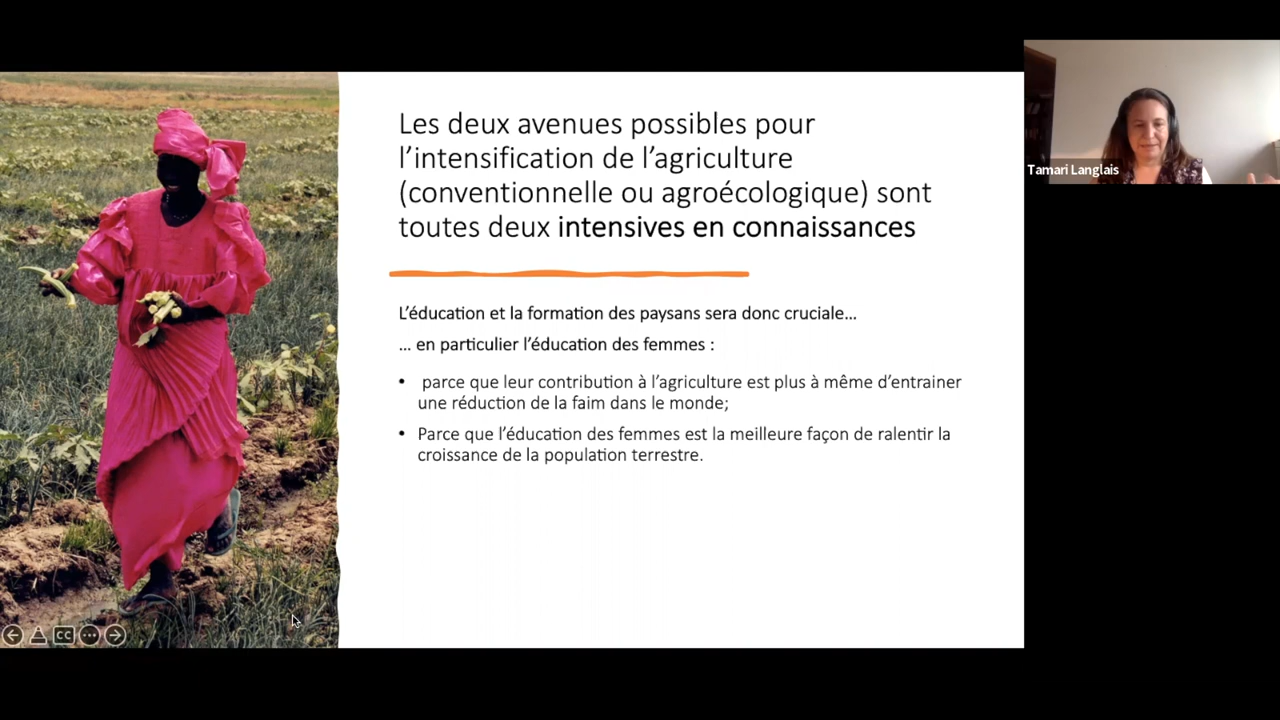 Les deux avenues possibles pour
l'intensification de l'agriculture
(conventionnelle ou agroécologique) sont
toutes deux intensives en connaissances
L'éducation et la formation des paysans sera donc cruciale...
... en particulier l'éducation des femmes :
• parce que leur contribution à l'agriculture est plus à même d'entrainer
une réduction de la faim dans le monde;
• Parce que l'éducation des femmes est la meilleure façon de ralentir la
croissance de la population terrestre.
Tamari Langlais
CC